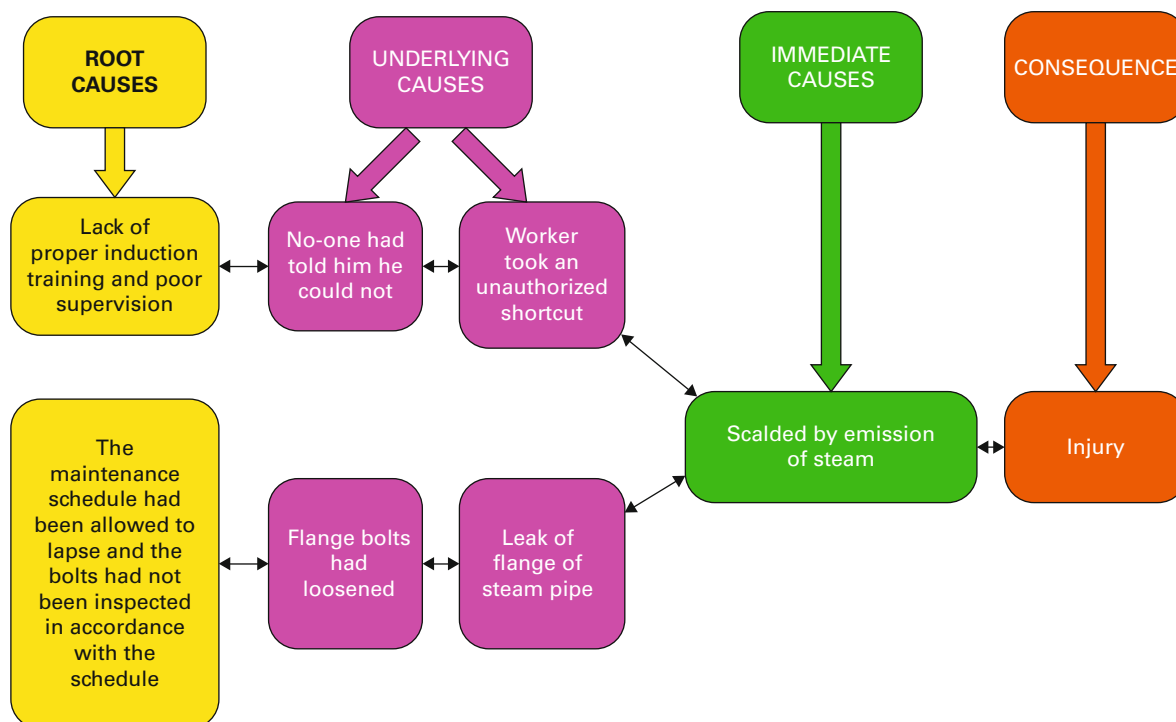 ROOT
CAUSES
UNDERLYING
CAUSES
IMMEDIATE
CAUSES
CONSEQUENCE
Lack of
proper induction
training and poor
supervision
No-one had
told him he
could not
Worker
took an
unauthorized
shortcut
Scalded by emission
of steam
Injury
The
maintenance
schedule had
been allowed to
lapse and the
bolts had not
been inspected
in accordance
with the
schedule
Flange bolts
had
loosened
Leak of
flange of
steam pipe